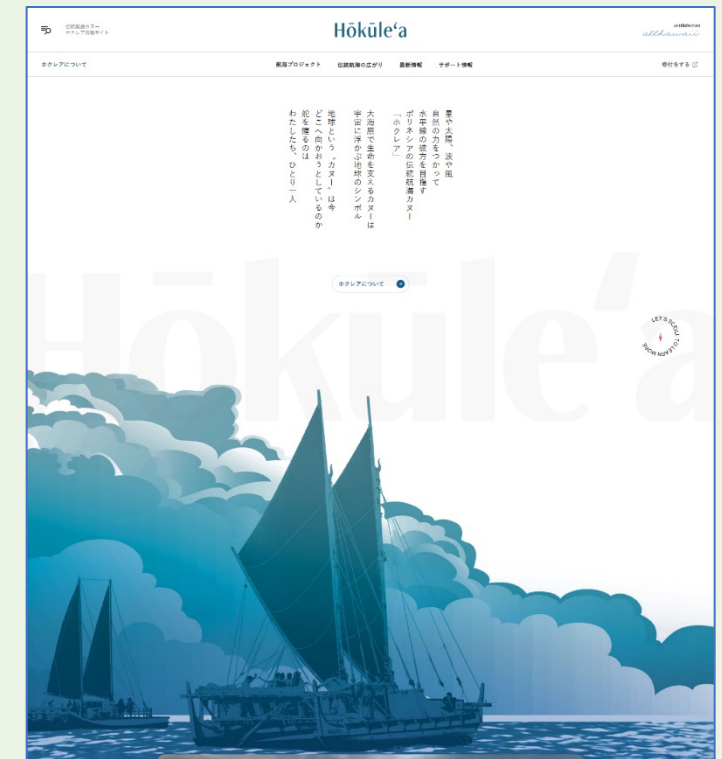 伝統航海カヌー
ホクレア情報サイト
Hōkūleʻa
allhawaii
ホクレアについて
航海プロジェクト
伝統航海の広がり
最新情報
サポート情報
寄付をする
星や太陽、波や風
自然の力をつかって
水平線の彼方を目指す
ポリネシアの伝統航海カヌー
「ホクレア」
大海原で生命を支えるカヌーは
宇宙に浮かぶ地球のシンボル
地球という“カヌー”は今
どこへ向かおうとしているのか
舵を握るのは
わたしたち、ひとり一人
ホクレアについて
Hōkūleʻa
LET'S SCROLL TO LEARN MORE